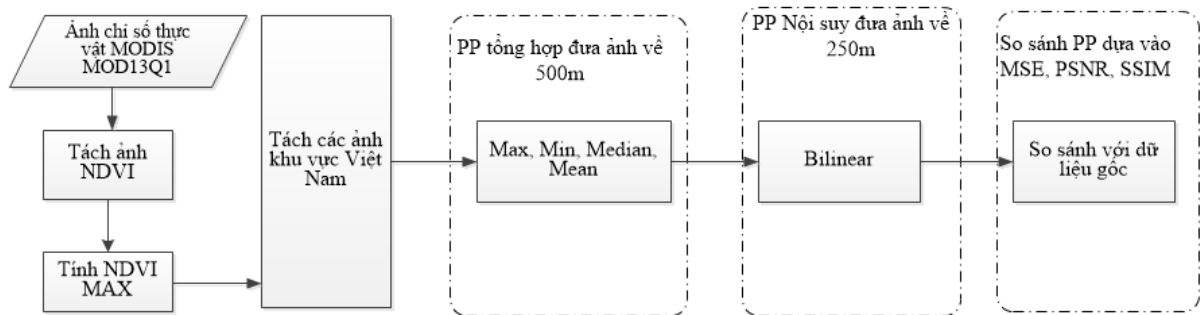 Ảnh chỉ số thực
vật MODIS
MOD13Q1
Tách ảnh
NDVI
Tính NDVI
MAX
Tách các ảnh
khu vực Việt
Nam
PP tổng hợp đưa ảnh về
500m
Max, Min, Median,
Mean
PP Nội suy đưa ảnh về
250m
Bilinear
So sánh PP dựa vào
MSE, PSNR, SSIM
So sánh với dữ
liệu gốc